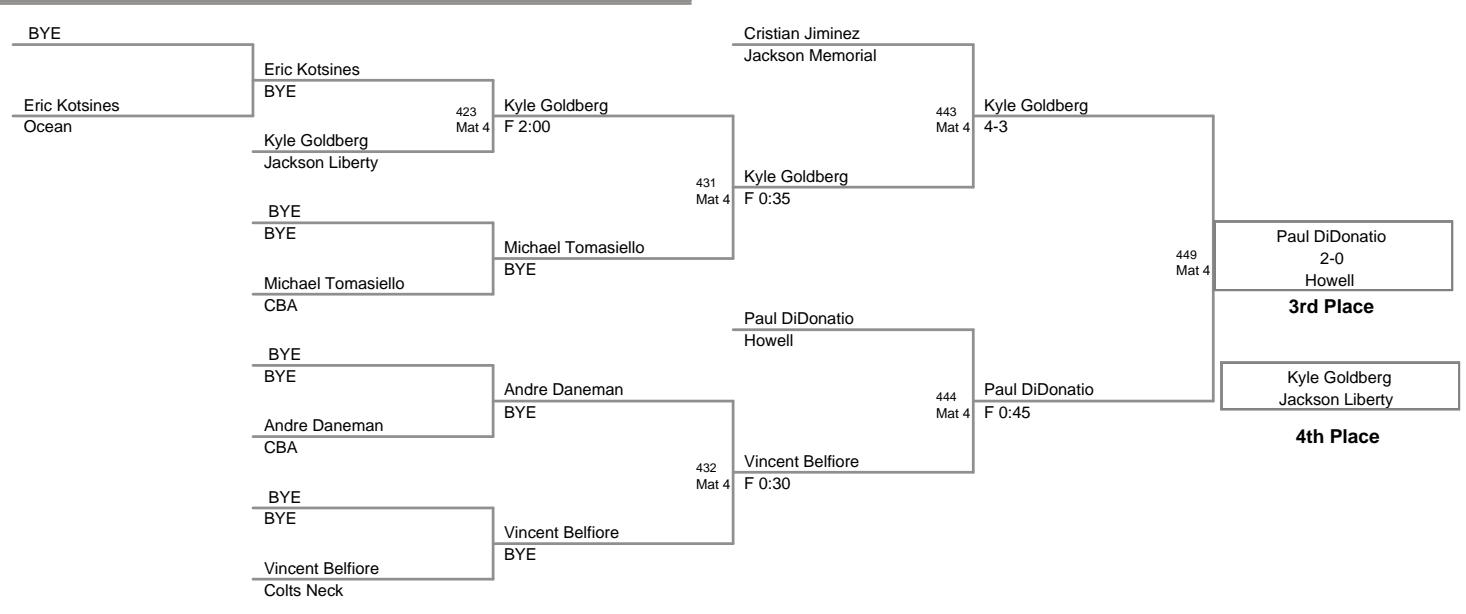 BYE
Eric Kotsines
Ocean
Eric Kotsines
BYE
Kyle Goldberg
Jackson Liberty
BYE
BYE
Michael Tomasiello
CBA
BYE
BYE
Andre Daneman
CBA
BYE
BYE
Vincent Belfiore
Colts Neck
423
Mat 4
Kyle Goldberg
F 2:00
Michael Tomasiello
BYE
Andre Daneman
BYE
Vincent Belfiore
BYE
Cristian Jiminez
Jackson Memorial
431
Mat 4
Kyle Goldberg
F 0:35
Paul DiDonatio
Howell
432
Mat 4
Vincent Belfiore
F 0:30
443
Mat 4
Kyle Goldberg
4-3
444
Mat 4
Paul DiDonatio
F 0:45
449
Mat 4
Paul DiDonatio
2-0
Howell
3rd Place
Kyle Goldberg
Jackson Liberty
4th Place